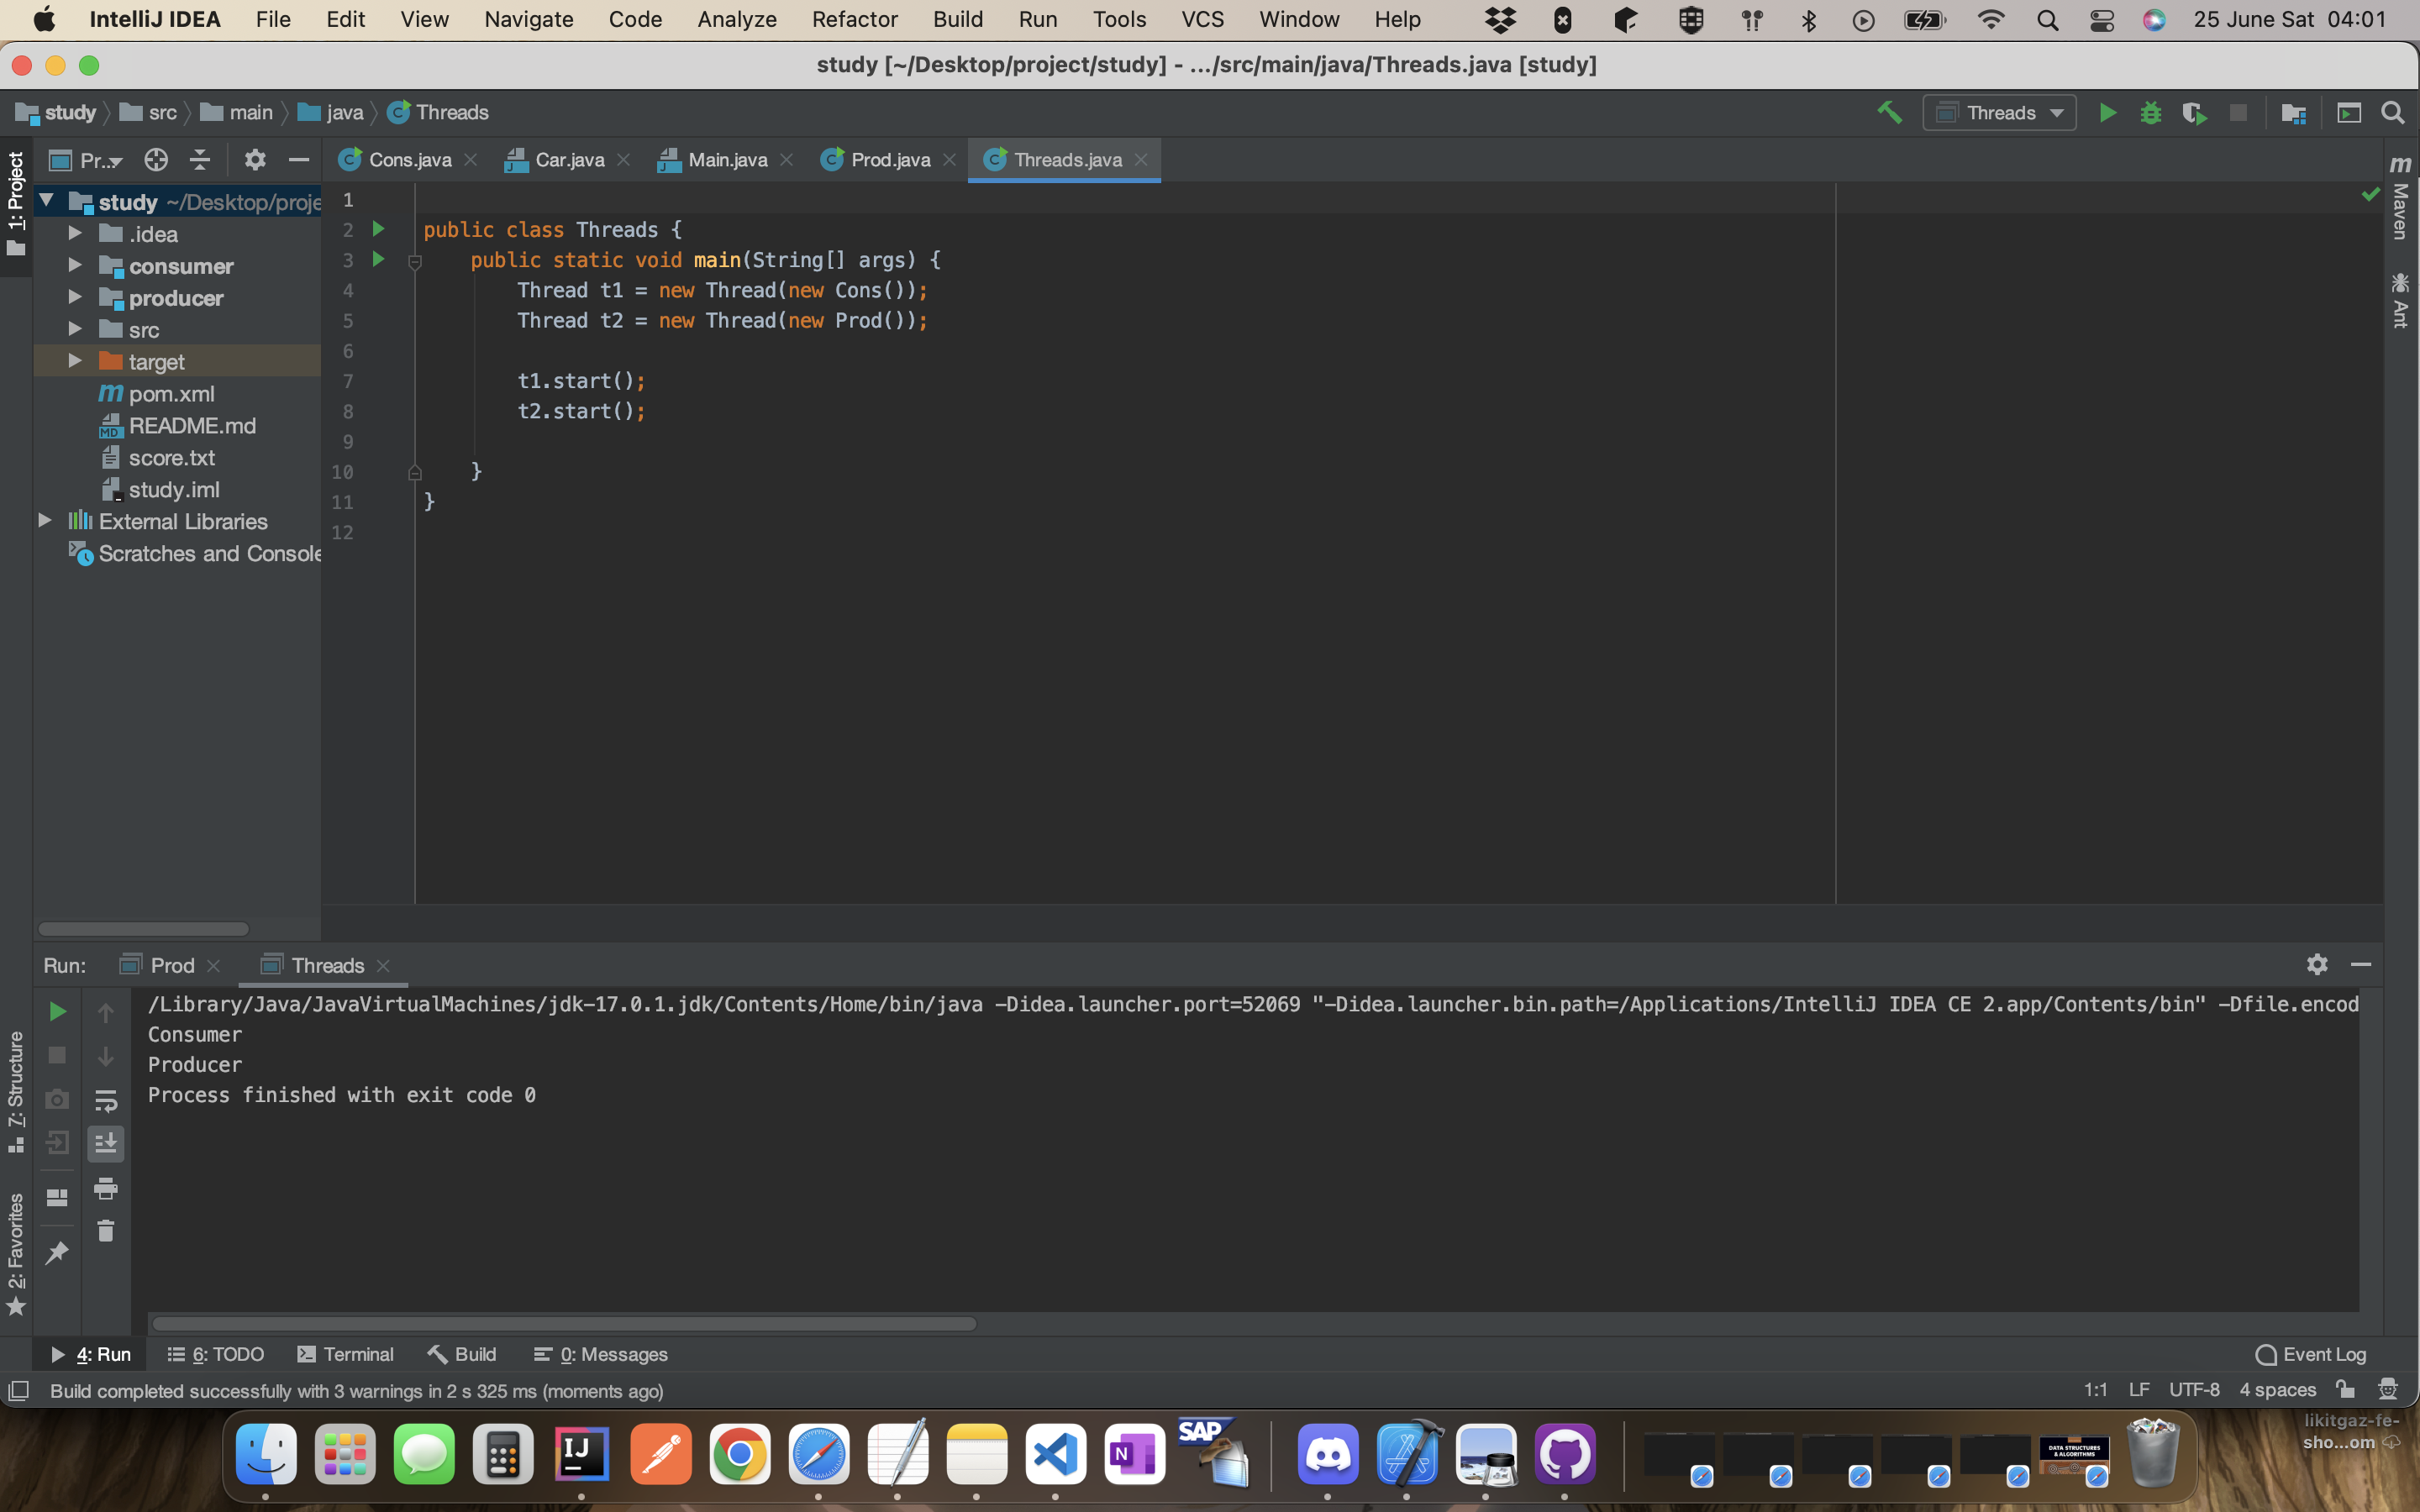 IntelliJ IDEA File Edit View Navigate Code Analyze Refactor Build Run Tools VCS Window Help 25 June Sat 04:01
study [~/Desktop/project/study] - .../src/main/java/Threads.java [study]
study src main java Threads
Threads
1: Project
Pr...
Cons.java Car.java Main.java Prod.java Threads.java
study ~/Desktop/proje
.idea
consumer
producer
src
target
pom.xml
README.md
score.txt
study.iml
External Libraries
Scratches and Console
1
2 public class Threads {
3 public static void main(String[] args) {
4 Thread t1 = new Thread(new Cons());
5 Thread t2 = new Thread(new Prod());
6
7 t1.start();
8 t2.start();
9
10 }
11 }
12
Maven
Ant
Run: Prod Threads
/Library/Java/JavaVirtualMachines/jdk-17.0.1.jdk/Contents/Home/bin/java -Didea.launcher.port=52069 "-Didea.launcher.bin.path=/Applications/IntelliJ IDEA CE 2.app/Contents/bin" -Dfile.encod
Consumer
Producer
Process finished with exit code 0
7: Structure
2: Favorites
4: Run 6: TODO Terminal Build 0: Messages Event Log
Build completed successfully with 3 warnings in 2 s 325 ms (moments ago) 1:1 LF UTF-8 4 spaces
IJ
N
SAP
DATA STRUCTURES
& ALGORITHMS
likitgaz-fe-
sho...om